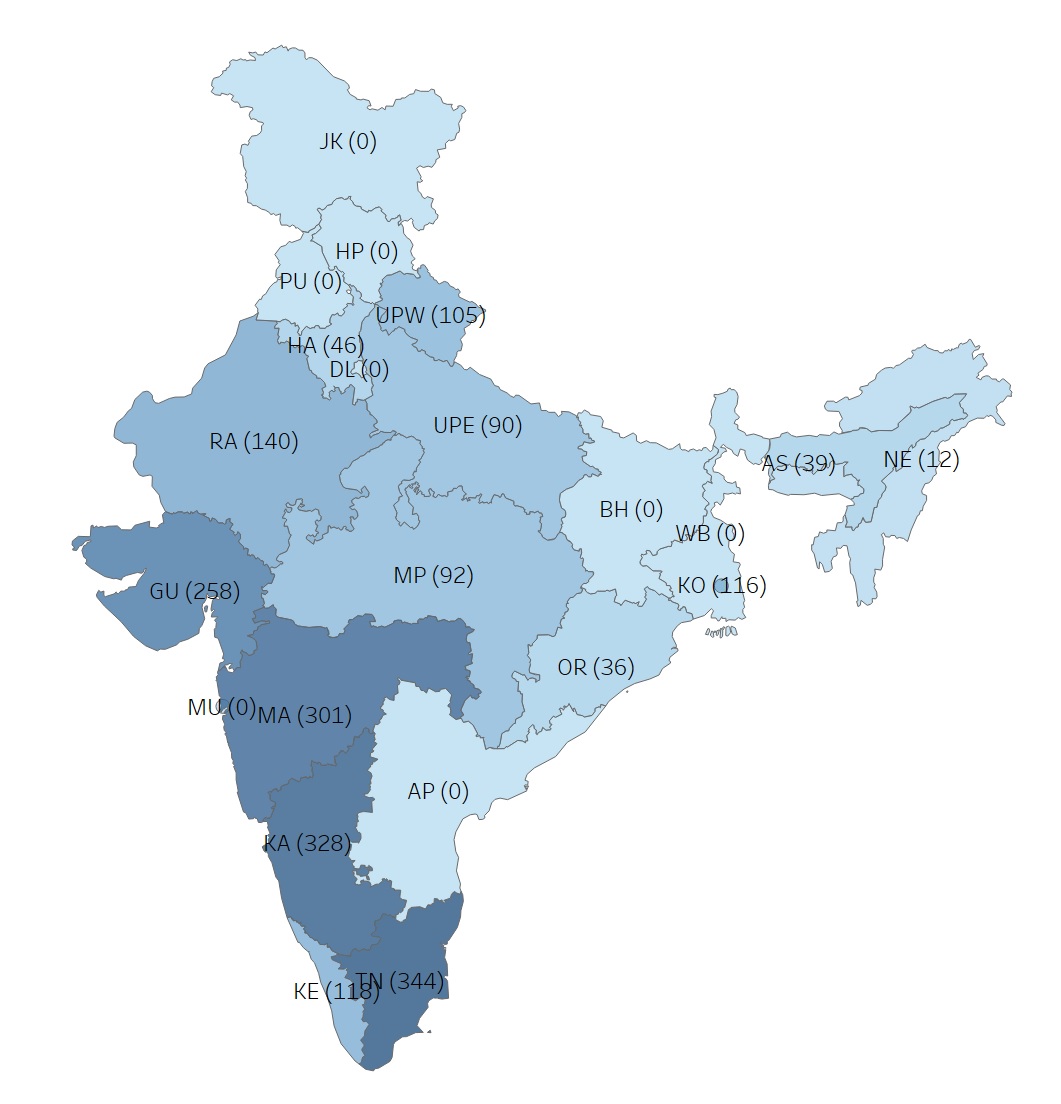 JK (0)
HP (0)
PU (0)
UPW (105)
HA (46)
DL (0)
UPE (90)
RA (140)
AS (39)
NE (12)
BH (0)
WB (0)
MP (92)
KO (116)
GU (258)
OR (36)
MU (0)
MA (301)
AP (0)
KA (328)
TN (344)
KE (118)